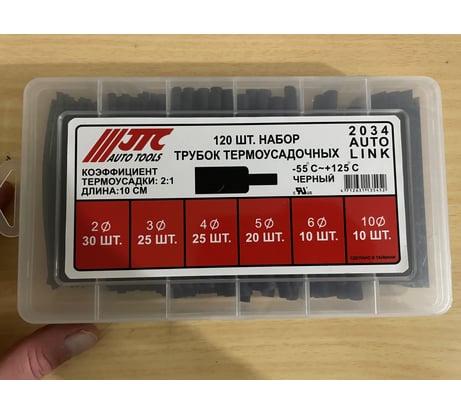 JTC
AUTO TOOLS
120 ШТ. НАБОР
ТРУБОК ТЕРМОУСАДОЧНЫХ
2034
AUTO
LINK
КОЭФФИЦИЕНТ
ТЕРМОУСАДКИ: 2:1
ДЛИНА: 10 СМ
-55°C~+125°C
ЧЕРНЫЙ
2Ø
30 ШТ.
3Ø
25 ШТ.
4Ø
25 ШТ.
5Ø
20 ШТ.
6Ø
10 ШТ.
10Ø
10 ШТ.
СДЕЛАНО В ТАЙВАНЕ